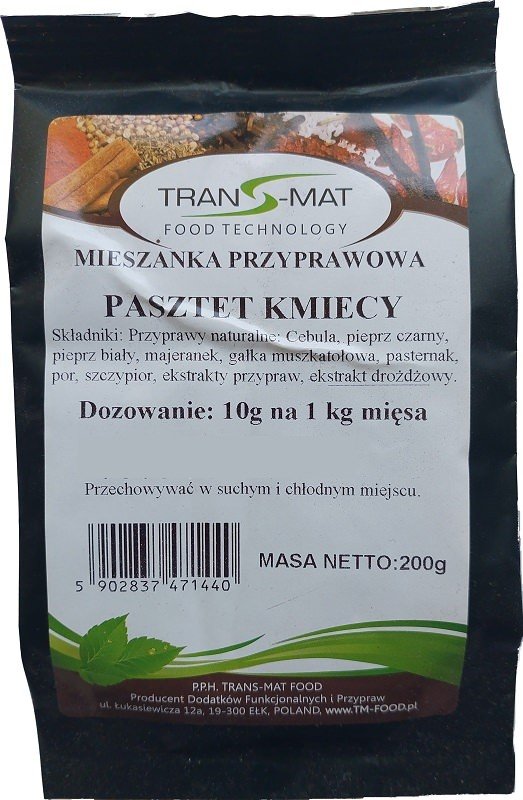 TRANS-MAT
FOOD TECHNOLOGY
MIESZANKA PRZYPRAWOWA
PASZTET KMIECY
Składniki: Przyprawy naturalne: Cebula, pieprz czarny,
pieprz biały, majeranek, gałka muszkatołowa, pasternak,
por, szczypior, ekstrakty przypraw, ekstrakt drożdżowy.
Dozowanie: 10g na 1 kg mięsa
Przechowywać w suchym i chłodnym miejscu.
MASA NETTO:200g
5 902837 471440
P.P.H. TRANS-MAT FOOD
Producent Dodatków Funkcjonalnych i Przypraw
ul. Łukasiewicza 12a, 19-300 EŁK, POLAND, www.TM-FOOD.pl